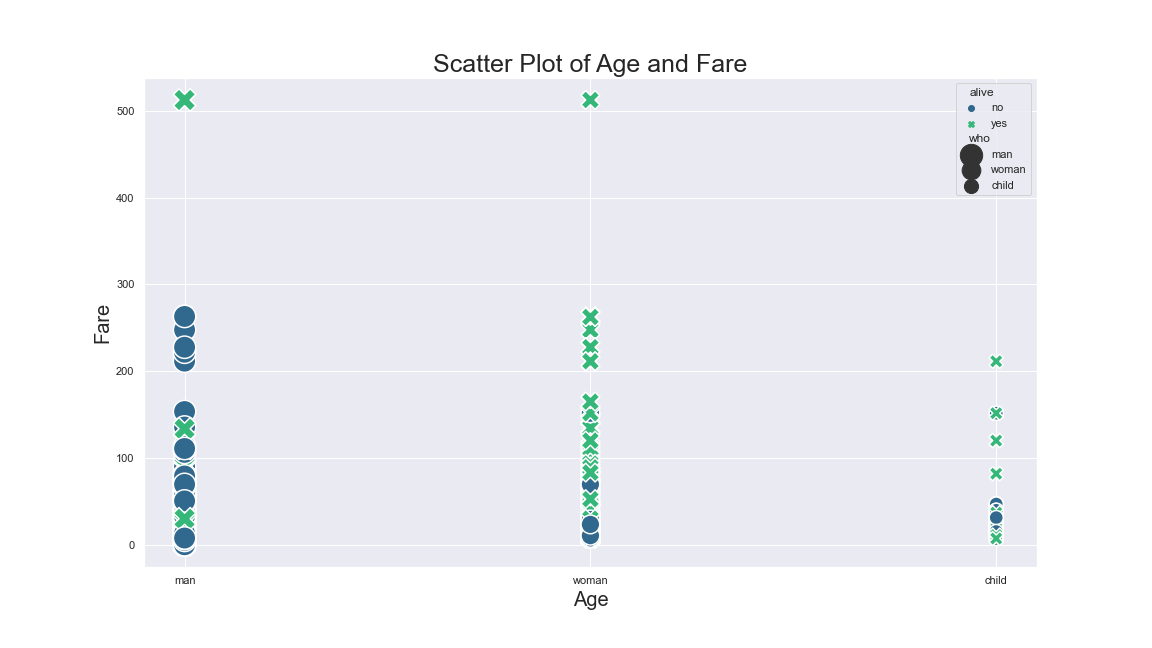 Scatter Plot of Age and Fare
alive
no
yes
who
man
woman
child
500
400
300
200
100
0
Fare
man
woman
child
Age